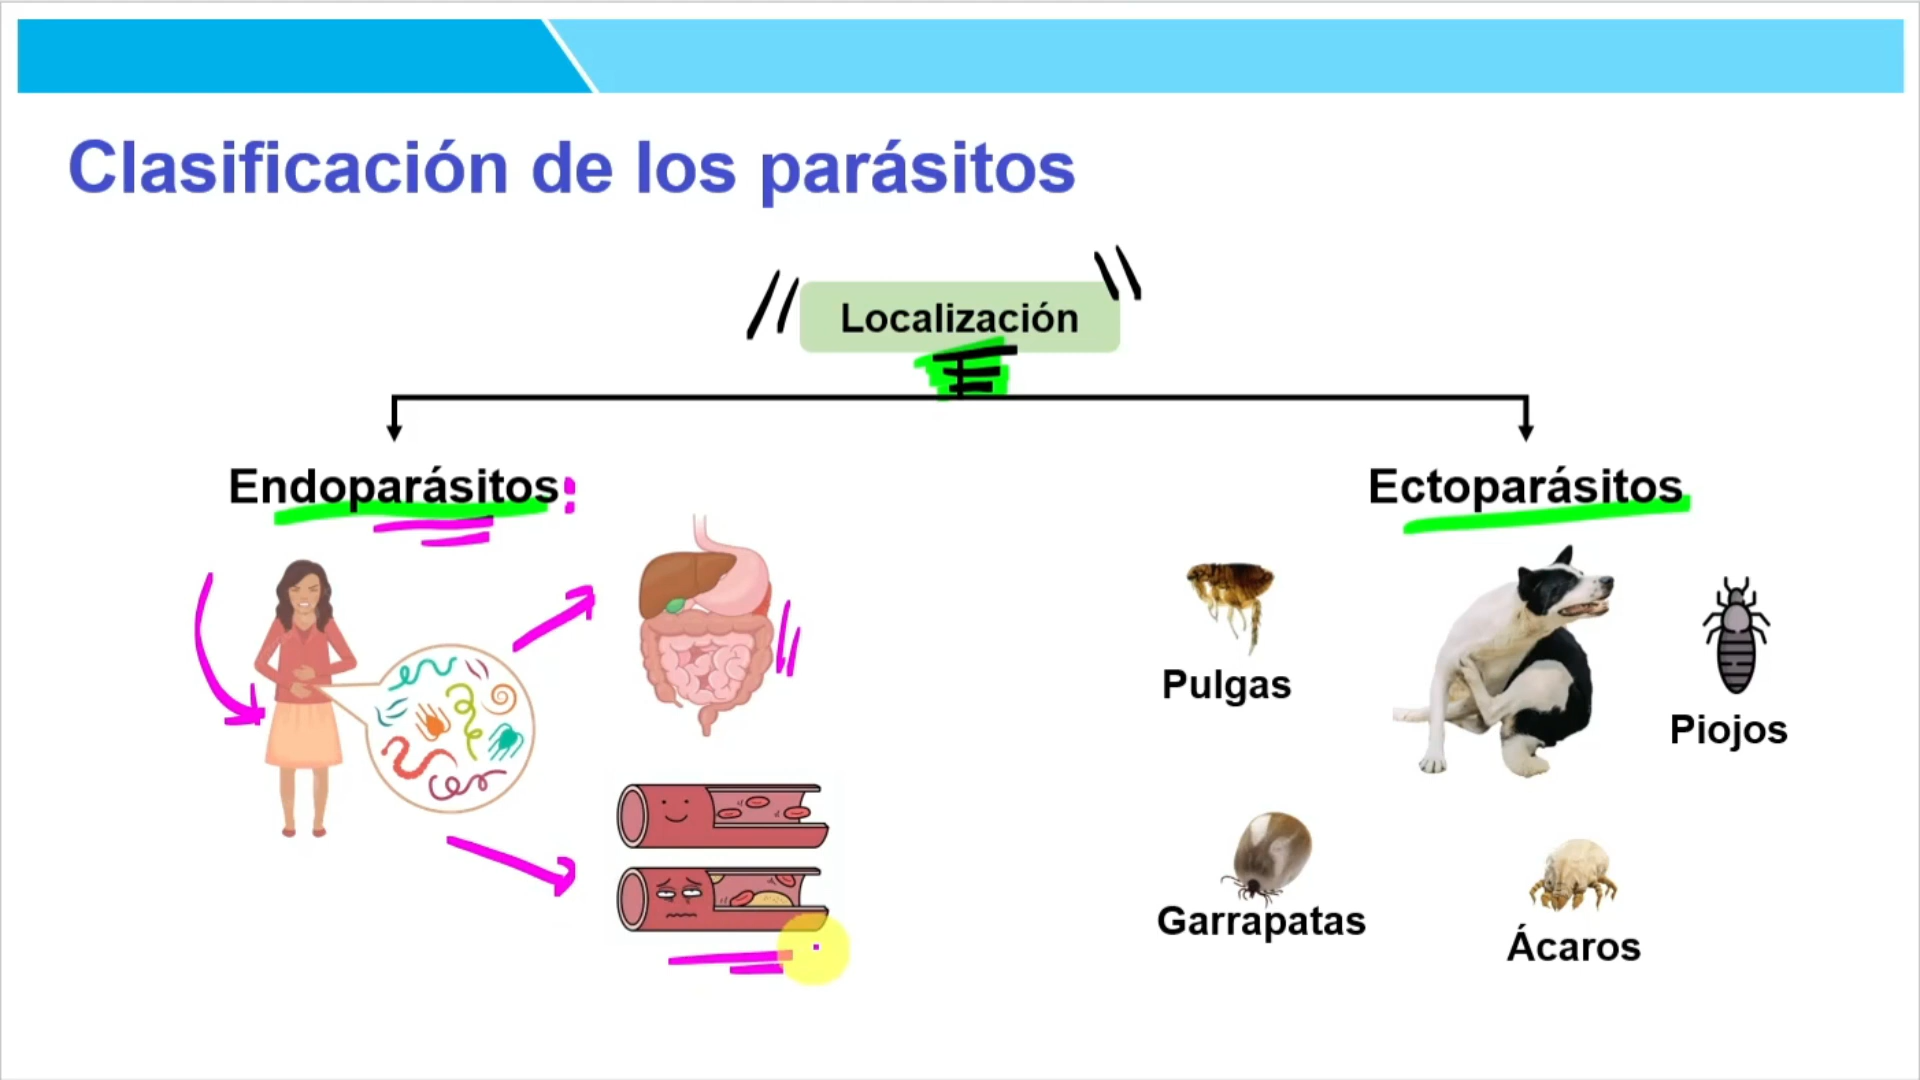 Clasificación de los parásitos
Localización
Endoparásitos
Ectoparásitos
Pulgas
Piojos
Garrapatas
Ácaros